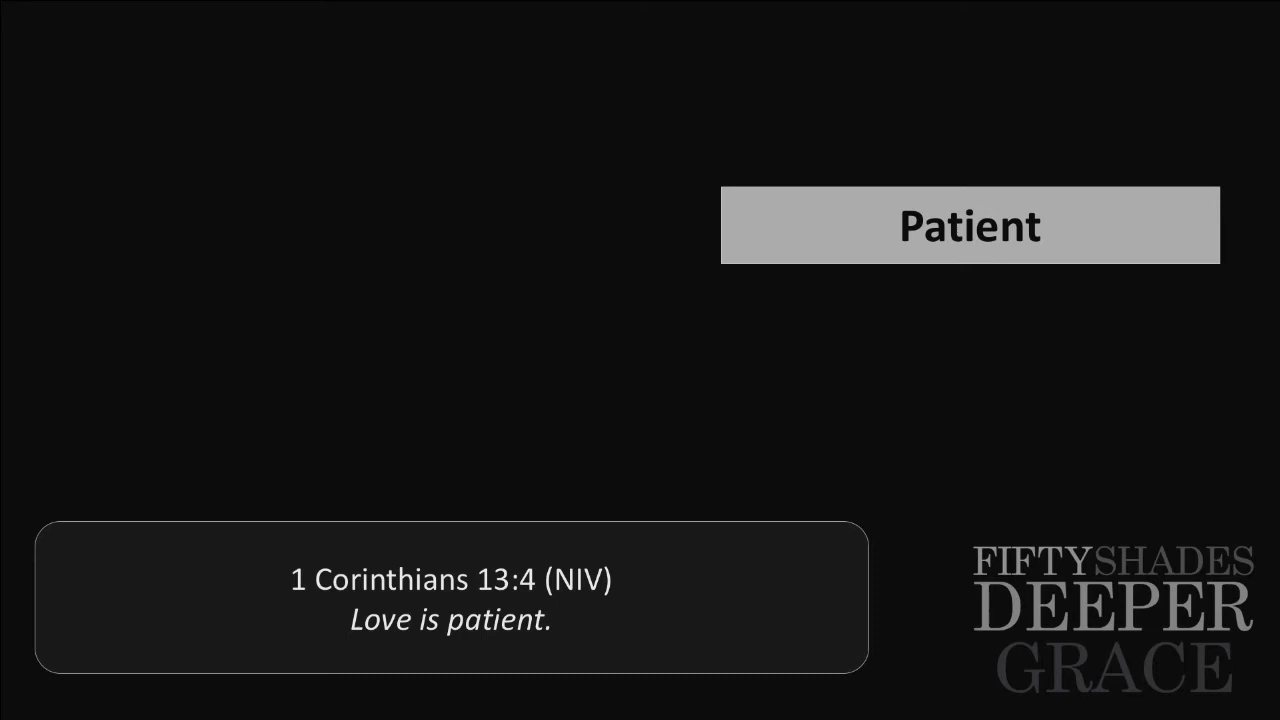 Patient
1 Corinthians 13:4 (NIV)
Love is patient.
FIFTYSHADES
DEEPER
GRACE